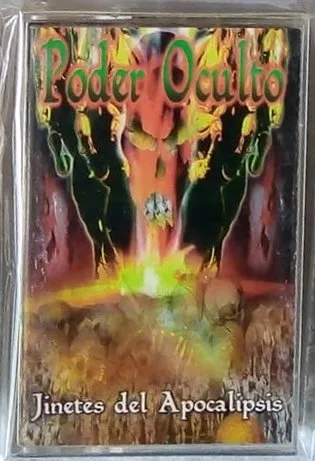 Poder Oculto
Jinetes del Apocalipsis